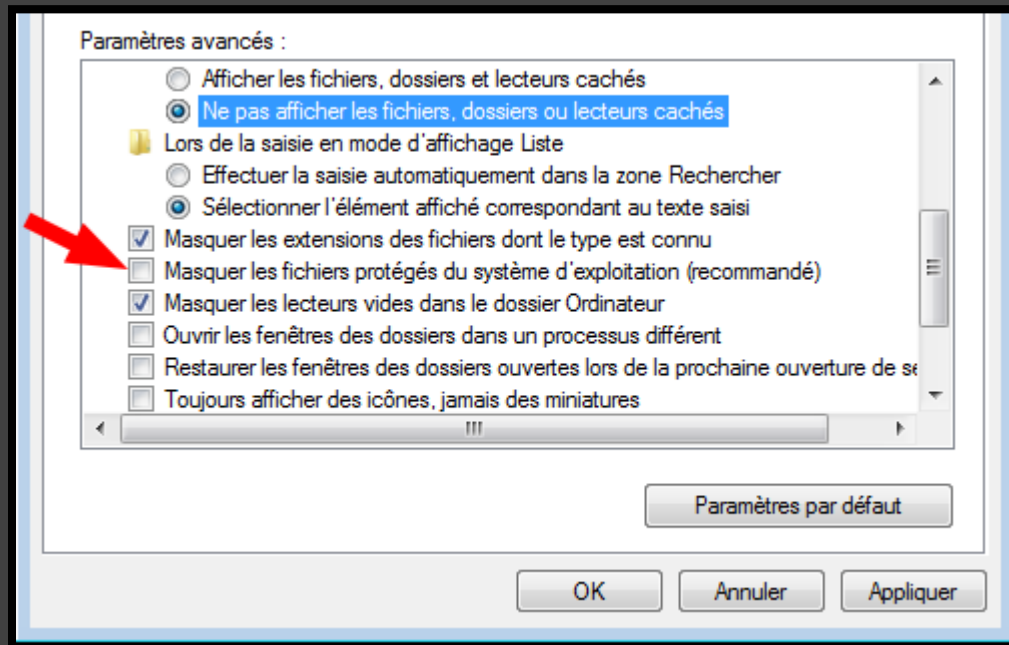 Paramètres avancés :
Afficher les fichiers, dossiers et lecteurs cachés
Ne pas afficher les fichiers, dossiers ou lecteurs cachés
Lors de la saisie en mode d'affichage Liste
Effectuer la saisie automatiquement dans la zone Rechercher
Sélectionner l'élément affiché correspondant au texte saisi
Masquer les extensions des fichiers dont le type est connu
Masquer les fichiers protégés du système d'exploitation (recommandé)
Masquer les lecteurs vides dans le dossier Ordinateur
Ouvrir les fenêtres des dossiers dans un processus différent
Restaurer les fenêtres des dossiers ouvertes lors de la prochaine ouverture de se
Toujours afficher des icônes, jamais des miniatures
Paramètres par défaut
OK Annuler Appliquer